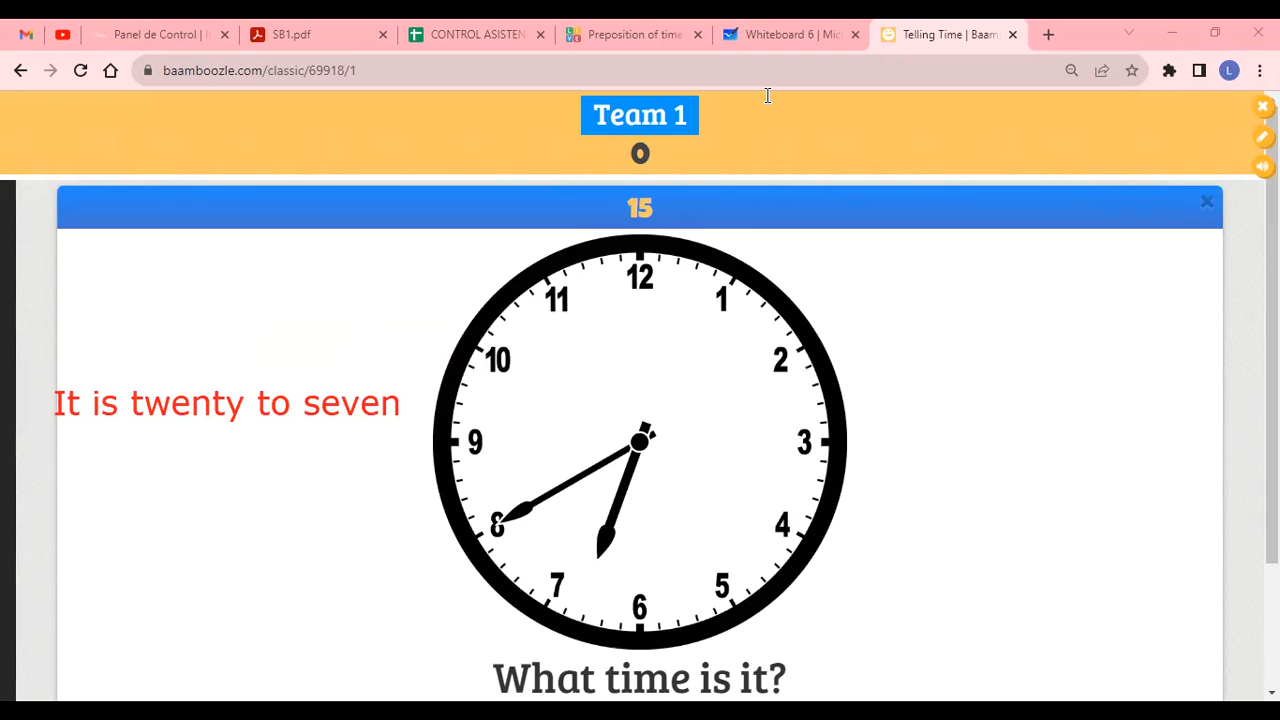 Panel de Control | I
SB1.pdf
CONTROL ASISTEN
Preposition of time
Whiteboard 6 | Micr
Telling Time | Baam
baamboozle.com/classic/69918/1
L
Team 1
0
15
12
11
1
10
2
It is twenty to seven
9
3
8
4
7
5
6
What time is it?